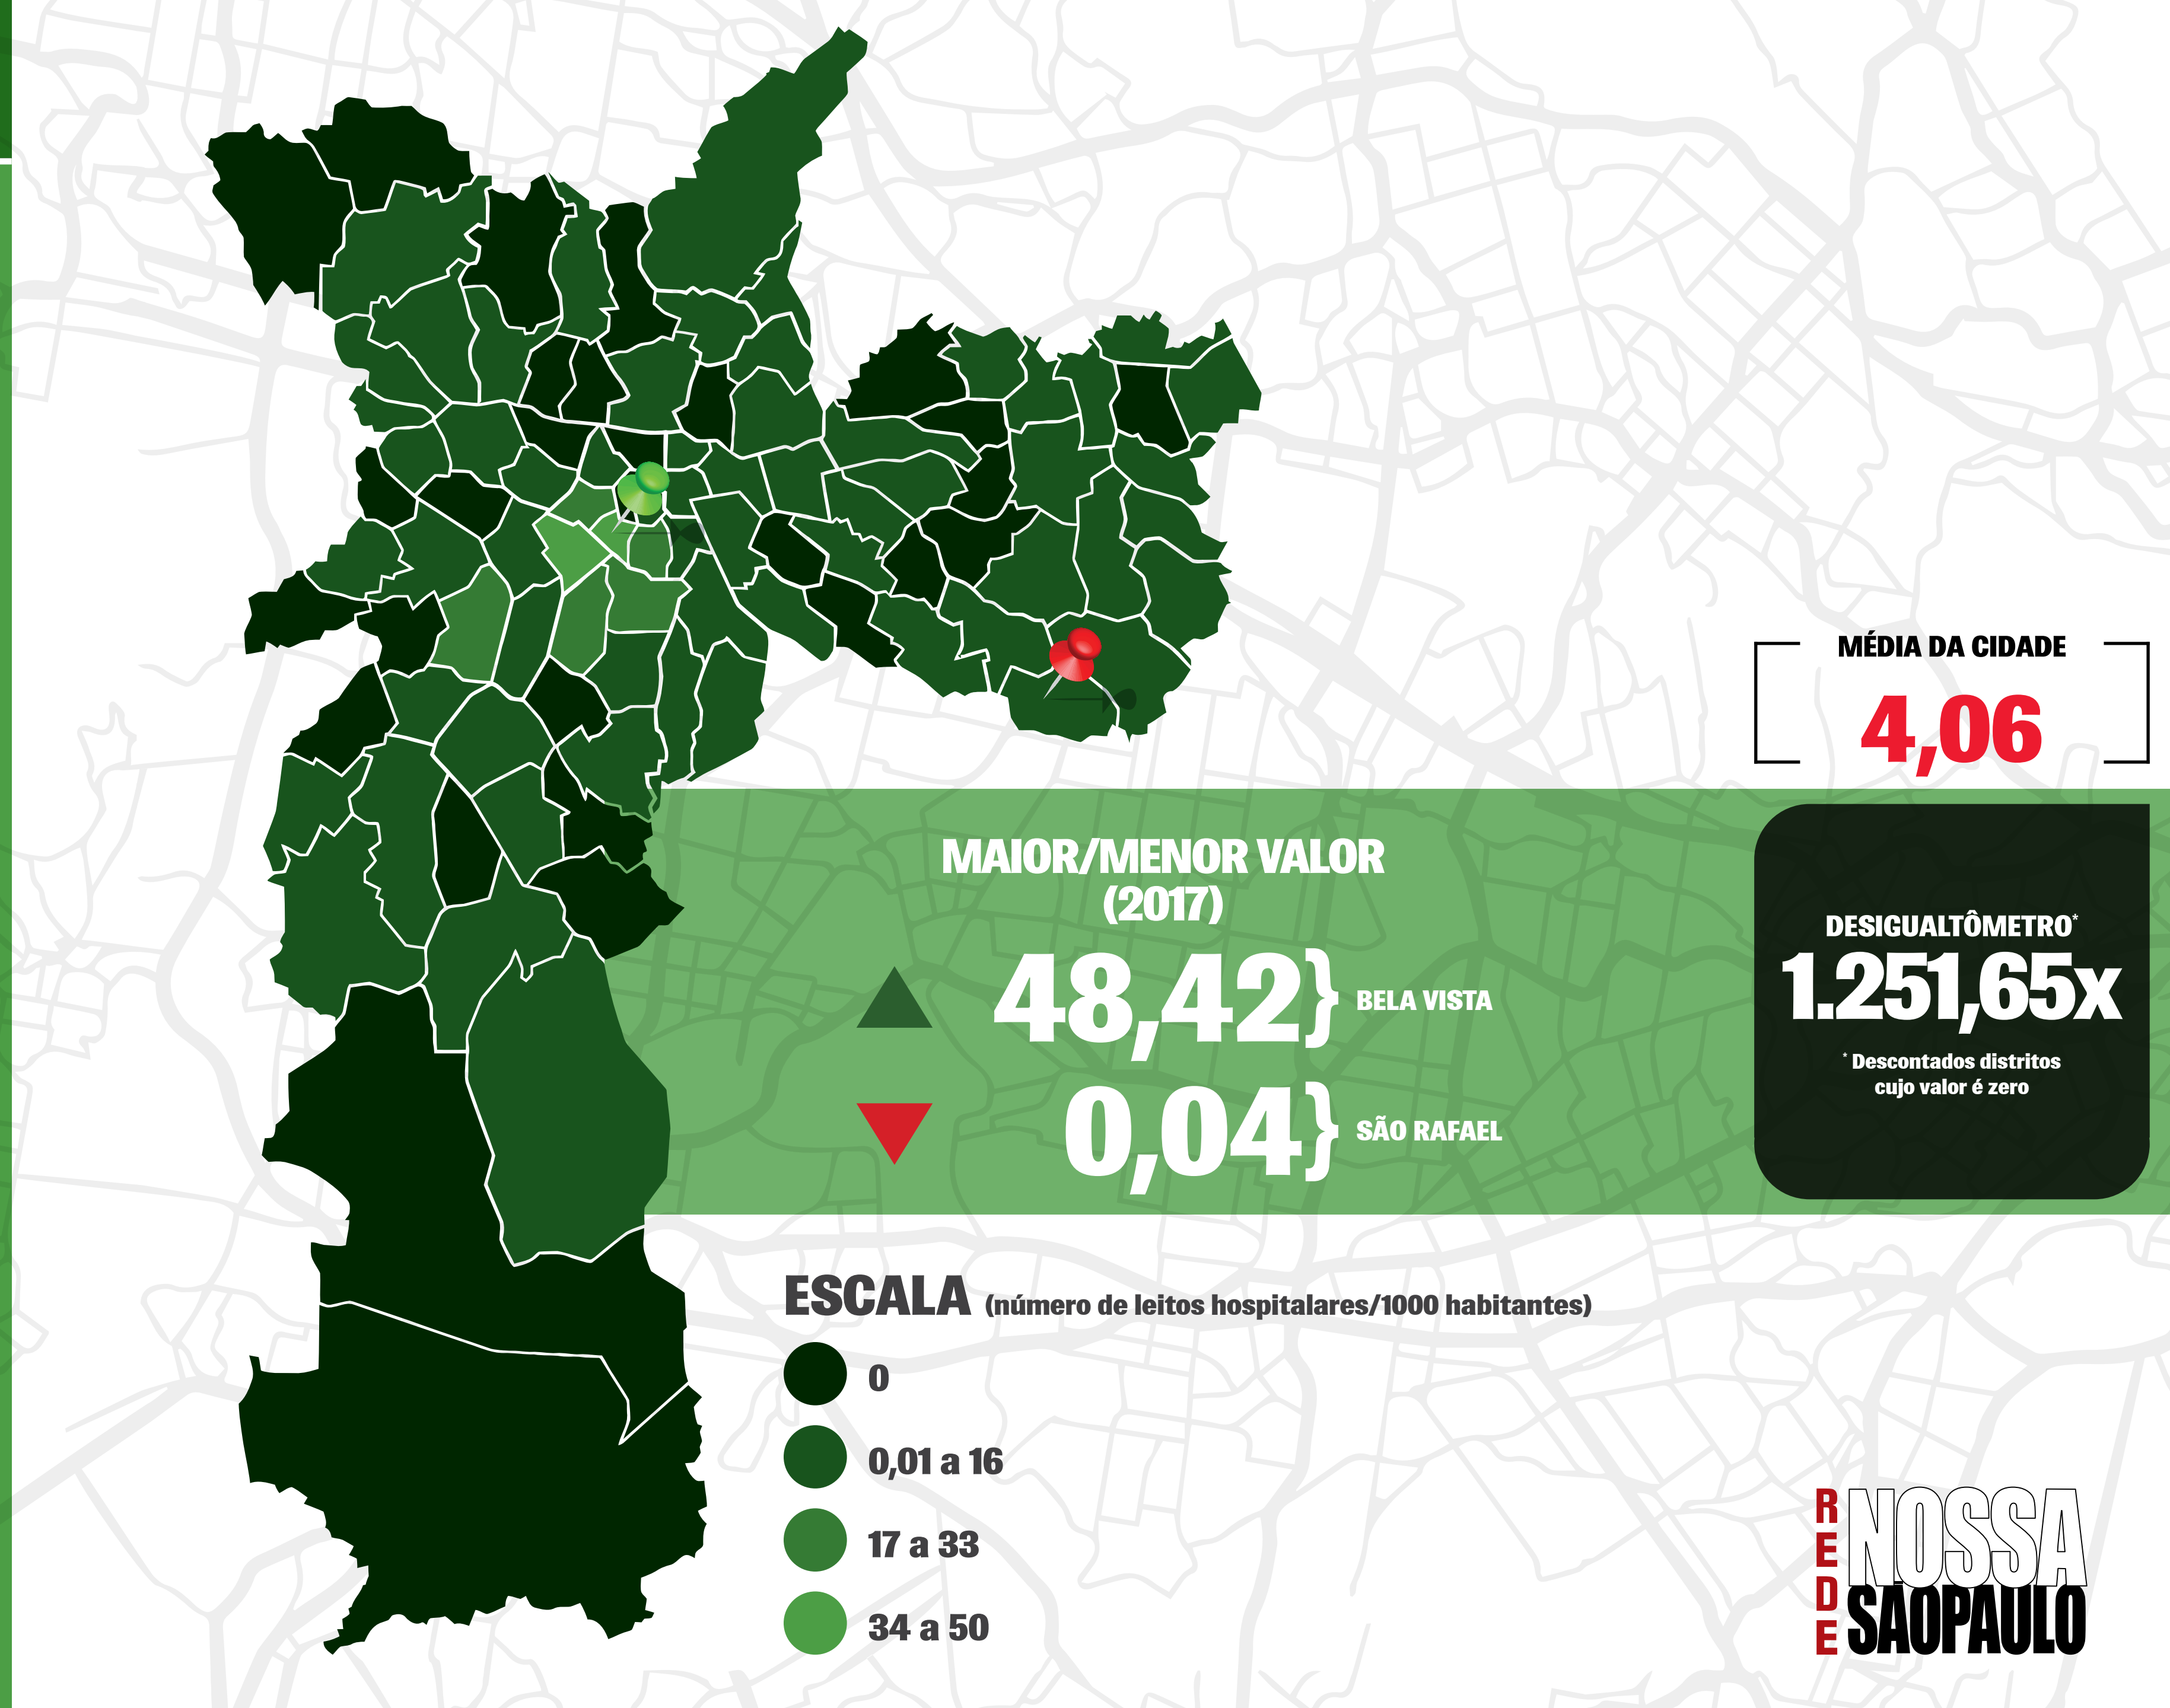 MÉDIA DA CIDADE
4,06
MAIOR/MENOR VALOR
(2017)
48,42} BELA VISTA
0,04} SÃO RAFAEL
DESIGUALTÔMETRO*
1.251,65x
* Descontados distritos
cujo valor é zero
ESCALA (número de leitos hospitalares/1000 habitantes)
0
0,01 a 16
17 a 33
34 a 50
REDE
NOSSA
SÃOPAULO